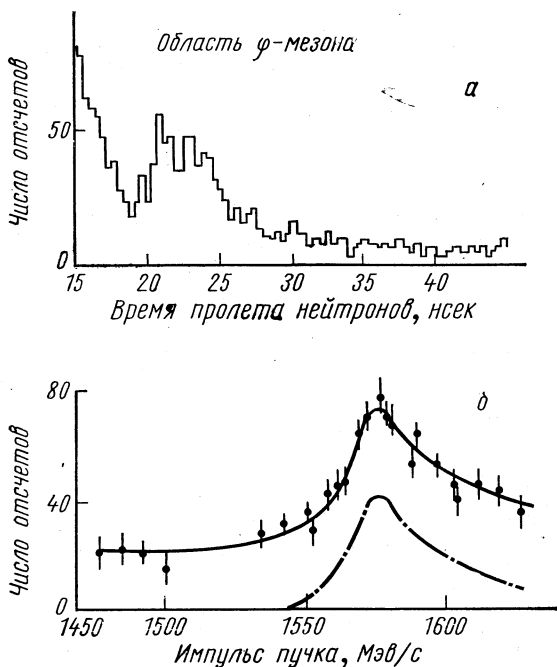 Область φ-мезона
а
Число отсчетов
50
0
15 20 25 30 35 40
Время пролета нейтронов, нсек
80
б
Число отсчетов
40
0
1450 1500 1550 1600
Импульс пучка, Мэв/с